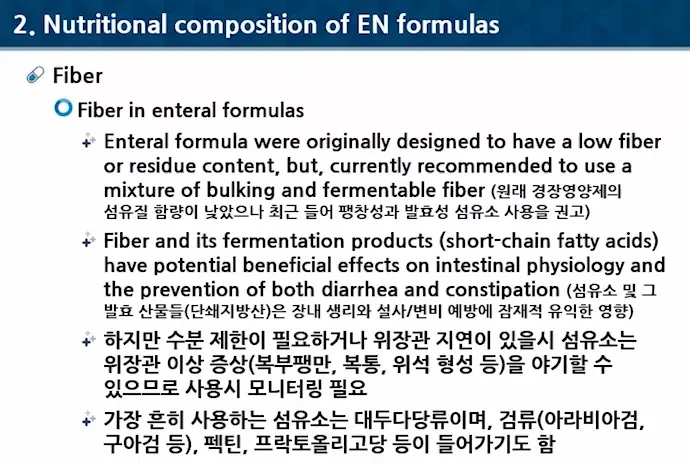 2. Nutritional composition of EN formulas
Fiber
Fiber in enteral formulas
Enteral formula were originally designed to have a low fiber
or residue content, but, currently recommended to use a
mixture of bulking and fermentable fiber (원래 경장영양제의
섬유질 함량이 낮았으나 최근 들어 팽창성과 발효성 섬유소 사용을 권고)
Fiber and its fermentation products (short-chain fatty acids)
have potential beneficial effects on intestinal physiology and
the prevention of both diarrhea and constipation (섬유소 및 그
발효 산물들(단쇄지방산)은 장내 생리와 설사/변비 예방에 잠재적 유익한 영향)
하지만 수분 제한이 필요하거나 위장관 지연이 있을시 섬유소는
위장관 이상 증상(복부팽만, 복통, 위석 형성 등)을 야기할 수
있으므로 사용시 모니터링 필요
가장 흔히 사용하는 섬유소는 대두다당류이며, 검류(아라비아검,
구아검 등), 펙틴, 프락토올리고당 등이 들어가기도 함